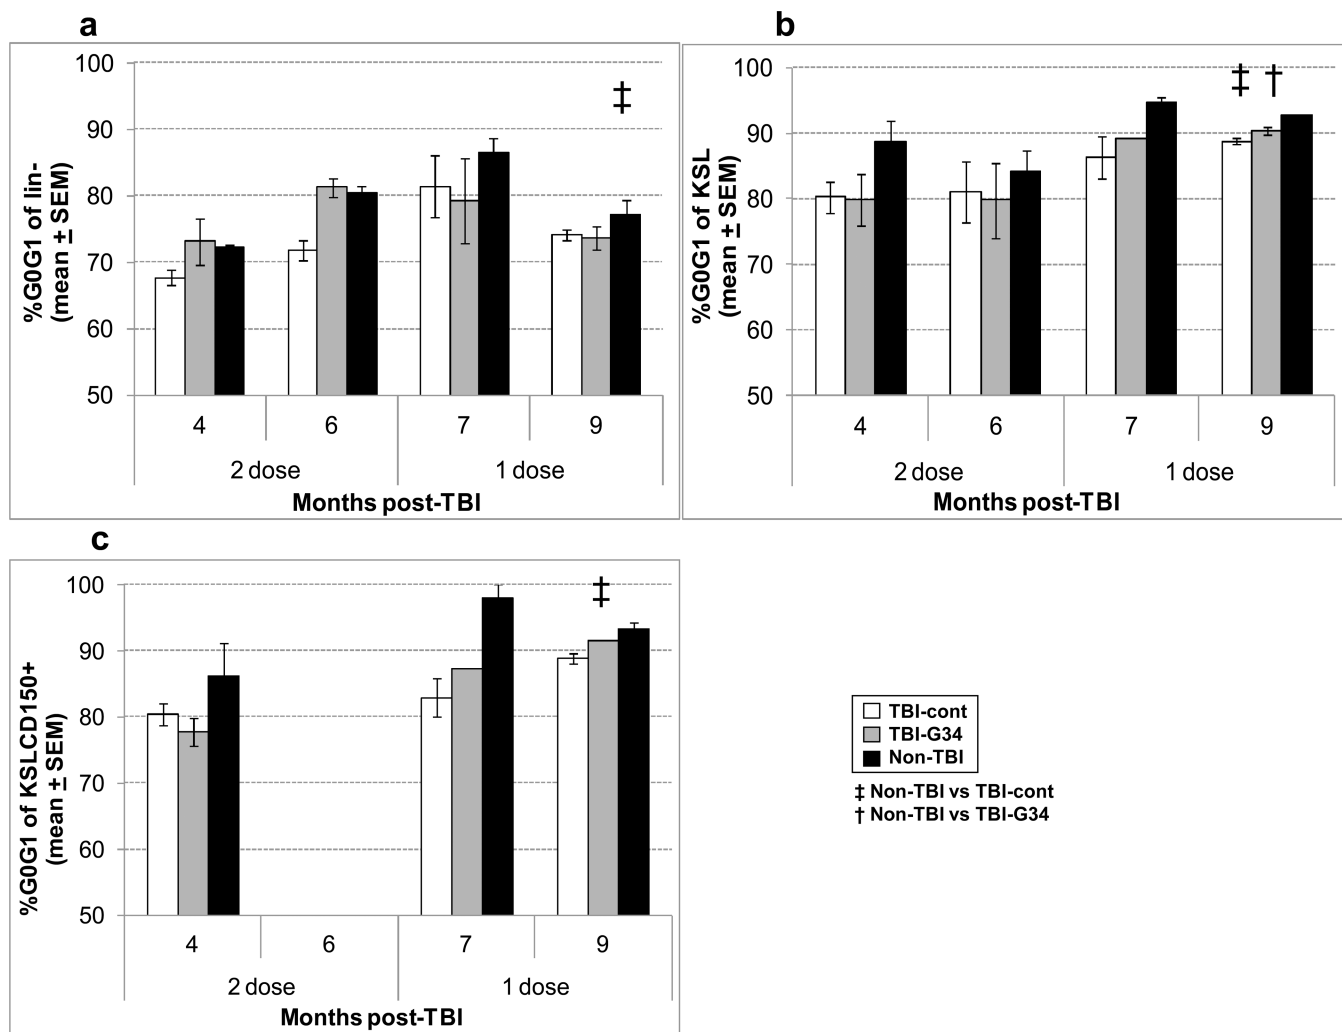 a
%G0G1 of lin-
(mean ± SEM)
100
90
80
70
60
50
‡
4
6
7
9
2 dose
1 dose
Months post-TBI
b
%G0G1 of KSL
(mean ± SEM)
100
90
80
70
60
50
‡ †
4
6
7
9
2 dose
1 dose
Months post-TBI
c
%G0G1 of KSLCD150+
(mean ± SEM)
100
90
80
70
60
50
‡
4
6
7
9
2 dose
1 dose
Months post-TBI
TBI-cont
TBI-G34
Non-TBI
‡ Non-TBI vs TBI-cont
† Non-TBI vs TBI-G34